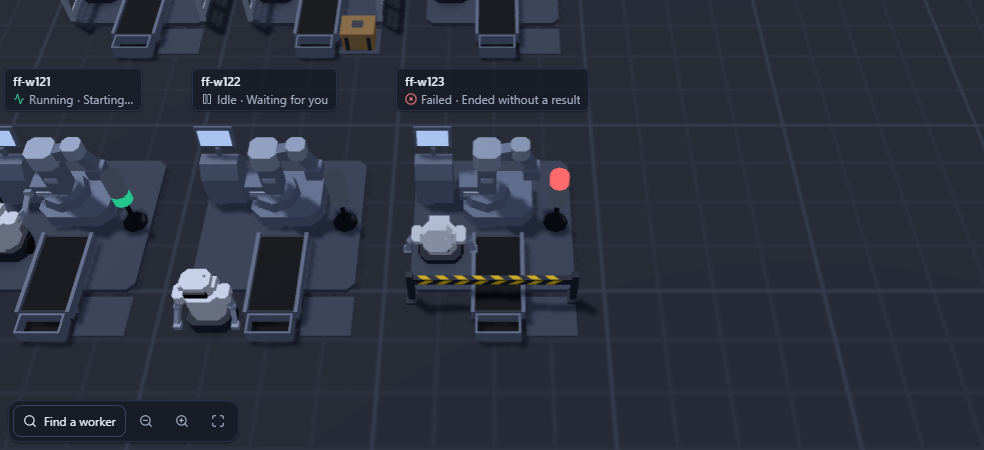 ff-w121
Running · Starting...
ff-w122
Idle · Waiting for you
ff-w123
Failed · Ended without a result
Find a worker